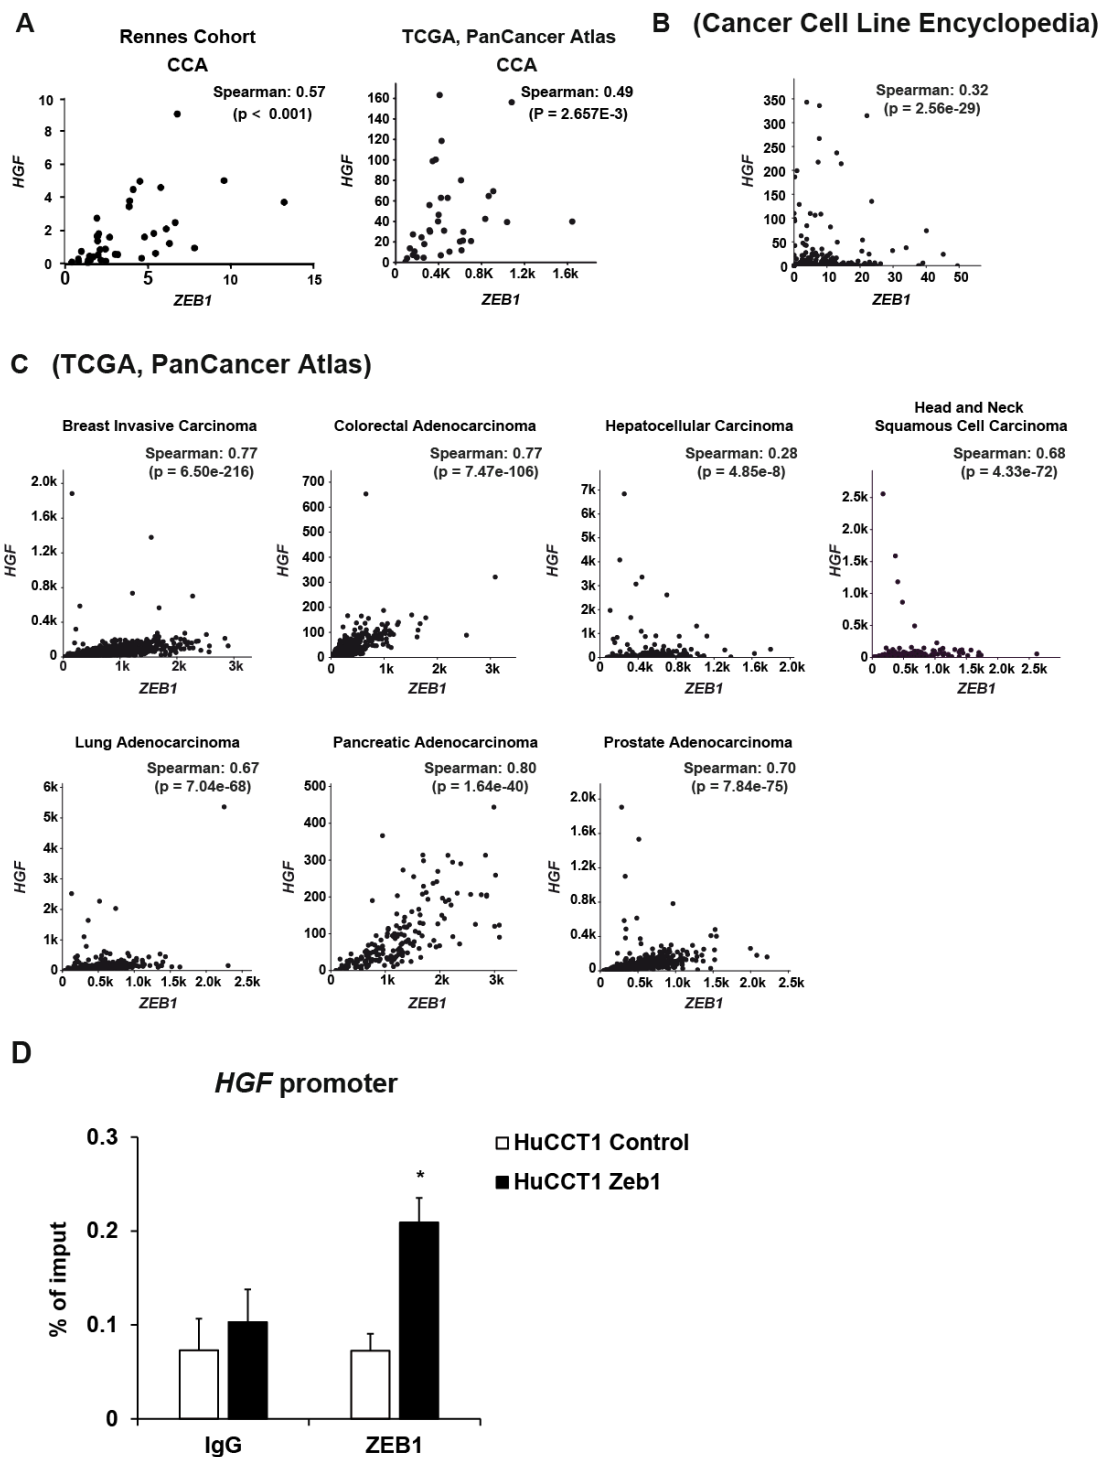 A
Rennes Cohort
CCA
Spearman: 0.57
(p < 0.001)
10
8
6
4
2
0
HGF
0 5 10 15
ZEB1
TCGA, PanCancer Atlas
CCA
Spearman: 0.49
(P = 2.657E-3)
160
140
120
100
80
60
40
20
0
HGF
0 0.4K 0.8K 1.2K 1.6K
ZEB1
B (Cancer Cell Line Encyclopedia)
Spearman: 0.32
(p = 2.56e-29)
350
300
250
200
150
100
50
0
HGF
0 10 20 30 40 50
ZEB1
C (TCGA, PanCancer Atlas)
Breast Invasive Carcinoma
Spearman: 0.77
(p = 6.50e-216)
2.0k
1.6k
1.2k
0.8k
0.4k
0
HGF
0 1k 2k 3k
ZEB1
Colorectal Adenocarcinoma
Spearman: 0.77
(p = 7.47e-106)
700
600
500
400
300
200
100
0
HGF
0 1k 2k 3k
ZEB1
Hepatocellular Carcinoma
Spearman: 0.28
(p = 4.85e-8)
7k
6k
5k
4k
3k
2k
1k
0
HGF
0 0.4k 0.8k 1.2k 1.6k 2.0k
ZEB1
Head and Neck
Squamous Cell Carcinoma
Spearman: 0.68
(p = 4.33e-72)
2.5k
2.0k
1.5k
1.0k
0.5k
0
HGF
0 0.5k 1.0k 1.5k 2.0k 2.5k
ZEB1
Lung Adenocarcinoma
Spearman: 0.67
(p = 7.04e-68)
6k
5k
4k
3k
2k
1k
0
HGF
0 0.5k 1.0k 1.5k 2.0k 2.5k
ZEB1
Pancreatic Adenocarcinoma
Spearman: 0.80
(p = 1.64e-40)
500
400
300
200
100
0
HGF
0 1k 2k 3k
ZEB1
Prostate Adenocarcinoma
Spearman: 0.70
(p = 7.84e-75)
2.0k
1.6k
1.2k
0.8k
0.4k
0
HGF
0 0.5k 1.0k 1.5k 2.0k 2.5k
ZEB1
D
HGF promoter
HuCCT1 Control
HuCCT1 Zeb1
0.3
0.2
0.1
0
% of imput
*
IgG ZEB1